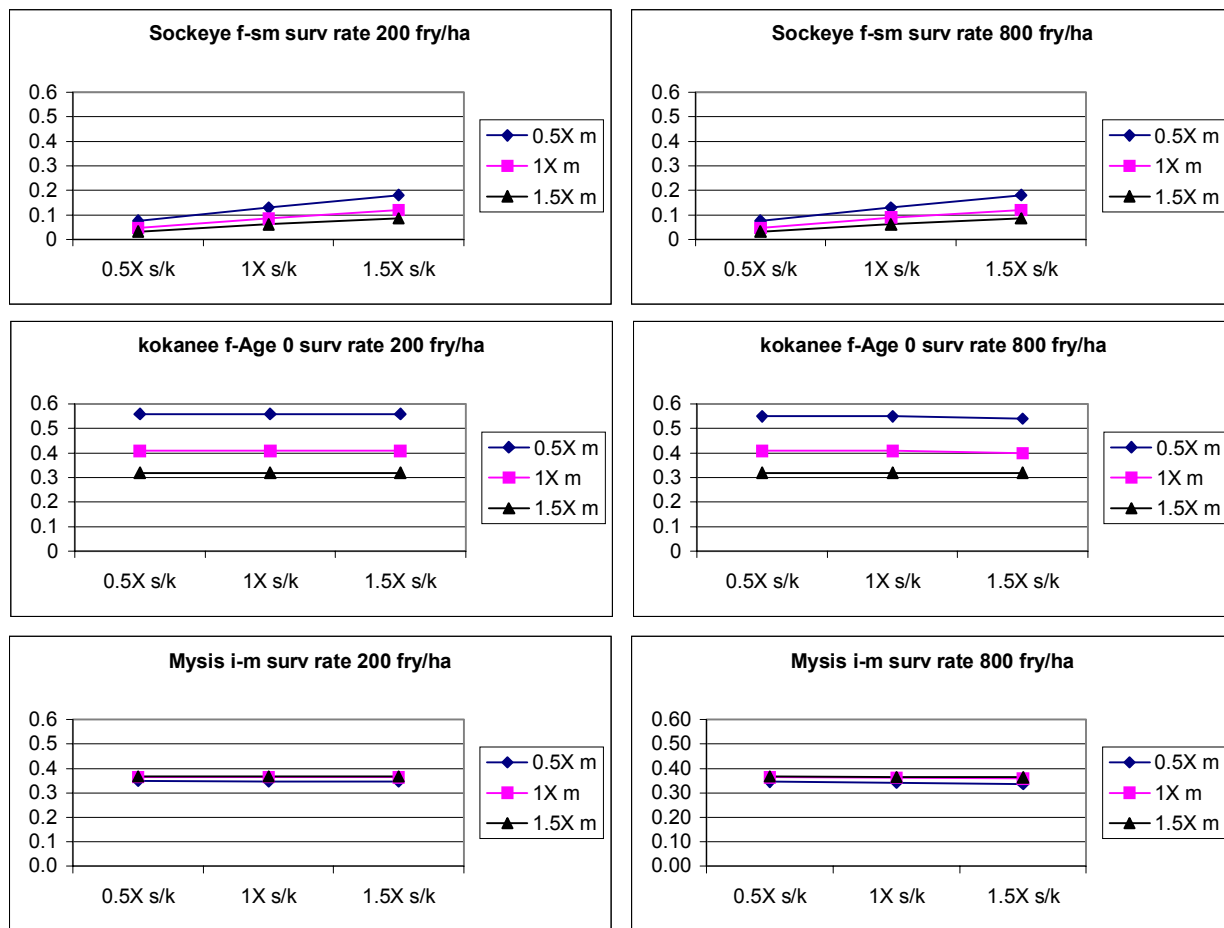 Sockeye f-sm surv rate 200 fry/ha
0.6
0.5
0.4
0.3
0.2
0.1
0
0.5X s/k 1X s/k 1.5X s/k
0.5X m
1X m
1.5X m
Sockeye f-sm surv rate 800 fry/ha
0.6
0.5
0.4
0.3
0.2
0.1
0
0.5X s/k 1X s/k 1.5X s/k
0.5X m
1X m
1.5X m
kokanee f-Age 0 surv rate 200 fry/ha
0.6
0.5
0.4
0.3
0.2
0.1
0
0.5X s/k 1X s/k 1.5X s/k
0.5X m
1X m
1.5X m
kokanee f-Age 0 surv rate 800 fry/ha
0.6
0.5
0.4
0.3
0.2
0.1
0
0.5X s/k 1X s/k 1.5X s/k
0.5X m
1X m
1.5X m
Mysis i-m surv rate 200 fry/ha
0.6
0.5
0.4
0.3
0.2
0.1
0.0
0.5X s/k 1X s/k 1.5X s/k
0.5X m
1X m
1.5X m
Mysis i-m surv rate 800 fry/ha
0.60
0.50
0.40
0.30
0.20
0.10
0.00
0.5X s/k 1X s/k 1.5X s/k
0.5X m
1X m
1.5X m